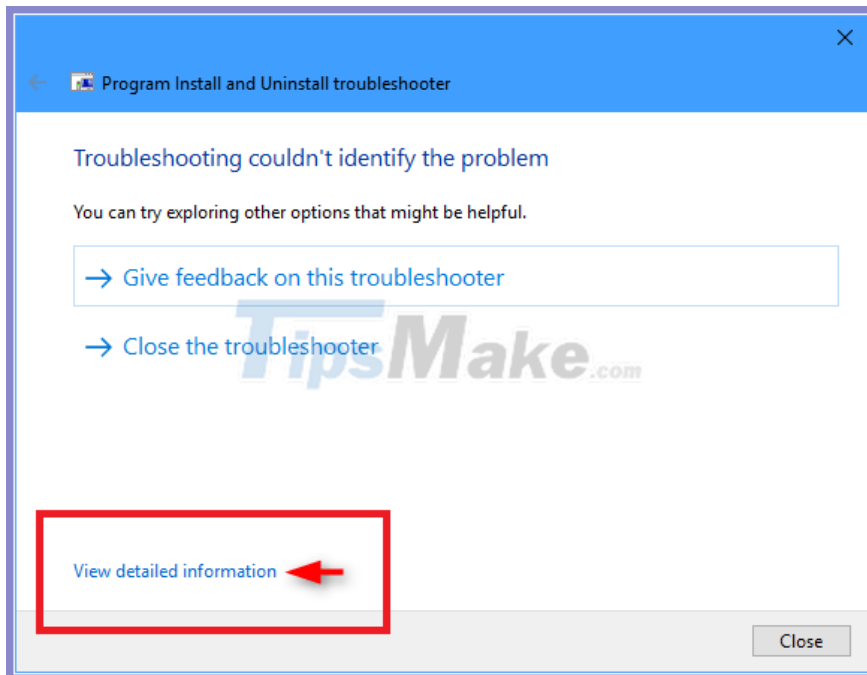 Program Install and Uninstall troubleshooter
Troubleshooting couldn't identify the problem
You can try exploring other options that might be helpful.
Give feedback on this troubleshooter
Close the troubleshooter
TipsMake.com
View detailed information
Close